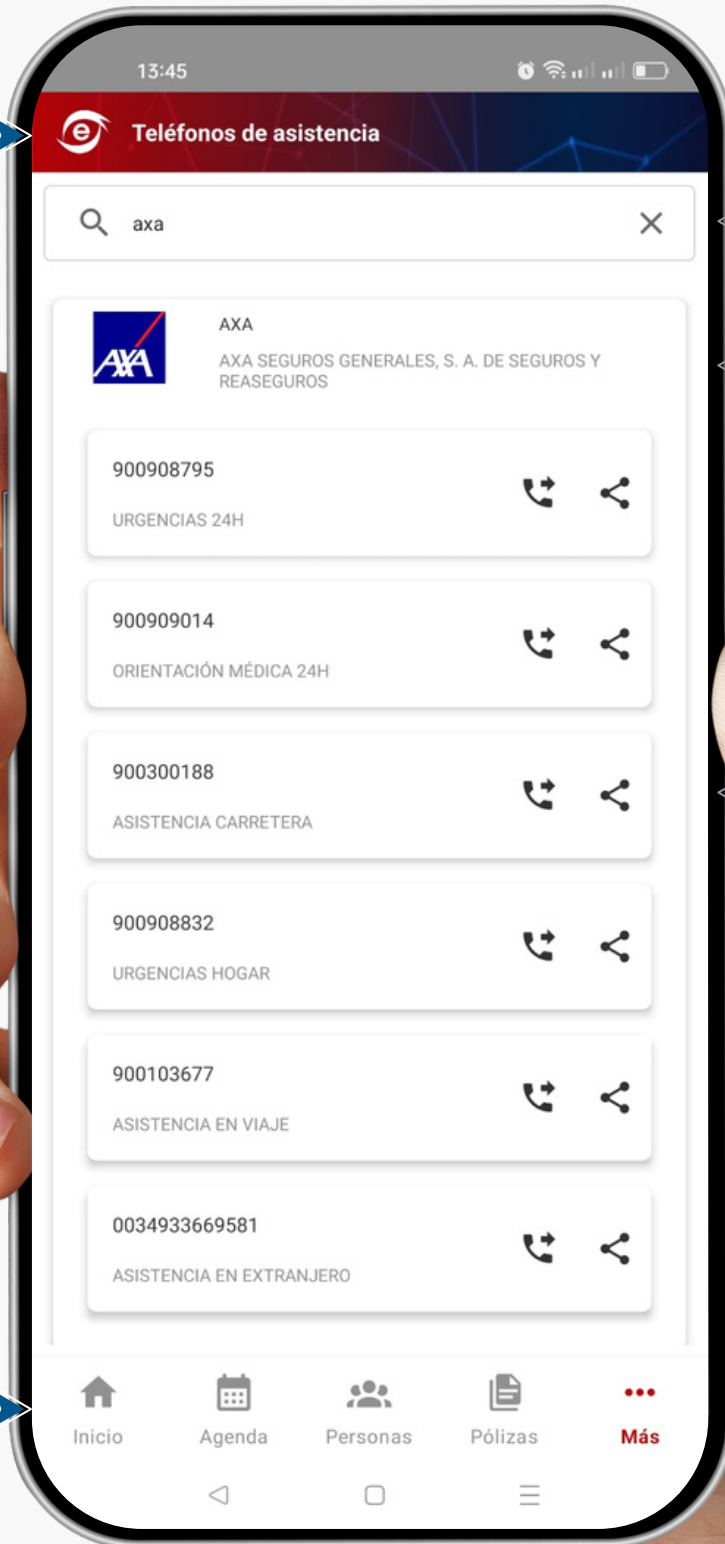 13:45
e Teléfonos de asistencia
axa
AXA
AXA
AXA SEGUROS GENERALES, S. A. DE SEGUROS Y
REASEGUROS
900908795
URGENCIAS 24H
900909014
ORIENTACIÓN MÉDICA 24H
900300188
ASISTENCIA CARRETERA
900908832
URGENCIAS HOGAR
900103677
ASISTENCIA EN VIAJE
0034933669581
ASISTENCIA EN EXTRANJERO
Inicio Agenda Personas Pólizas Más